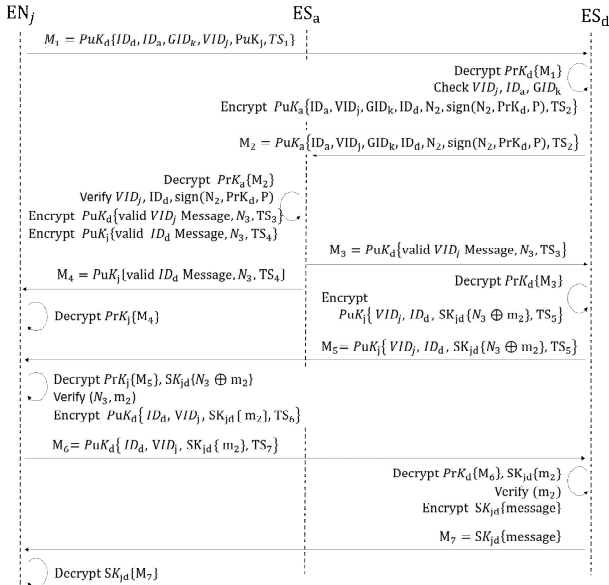 EN𝑗 ESa ESd
M₁ = PuKd{IDd, IDa, GIDk, VIDj, PuKj, TS1}
Decrypt PrKd{M₁}
Check VIDj, IDa, GIDk
Encrypt PuKa{IDa, VIDj, GIDk, IDd, N₂, sign(N₂, PrKd, P), TS₂}
M₂ = PuKa{IDa, VIDj, GIDk, IDd, N₂, sign(N₂, PrKd, P), TS₂}
Decrypt PrKa{M₂}
Verify VIDj, IDd, sign(N₂, PrKd, P)
Encrypt PuKd{valid VIDj Message, N₃, TS₃}
Encrypt PuKj{valid IDd Message, N₃, TS₄}
M₃ = PuKd{valid VIDj Message, N₃, TS₃}
M₄ = PuKj{valid IDd Message, N₃, TS₄}
Decrypt PrKd{M₃}
Decrypt PrKj{M₄}
Encrypt
PuKj{ VIDj, IDd, SKjd{N₃ ⊕ m₂}, TS₅}
M₅= PuKj{ VIDj, IDd, SKjd{N₃ ⊕ m₂}, TS₅}
Decrypt PrKj{M₅}, SKjd{N₃ ⊕ m₂}
Verify (N₃, m₂)
Encrypt PuKd{ IDd, VIDj, SKjd{ m₂}, TS₆}
M₆= PuKd{ IDd, VIDj, SKjd{ m₂}, TS₇}
Decrypt PrKd{M₆}, SKjd{m₂}
Verify (m₂)
Encrypt SKjd{message}
M₇ = SKjd{message}
Decrypt SKjd{M₇}